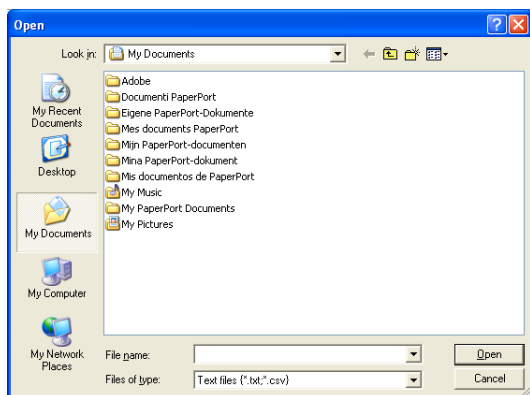 Open
Look in: My Documents
My Recent Documents
Desktop
My Documents
My Computer
My Network Places
Adobe
Documenti PaperPort
Eigene PaperPort-Dokumente
Mes documents PaperPort
Mijn PaperPort-documenten
Mina PaperPort-dokument
Mis documentos de PaperPort
My Music
My PaperPort Documents
My Pictures
File name:
Open
Files of type: Text files {*.txt;*.csv}
Cancel